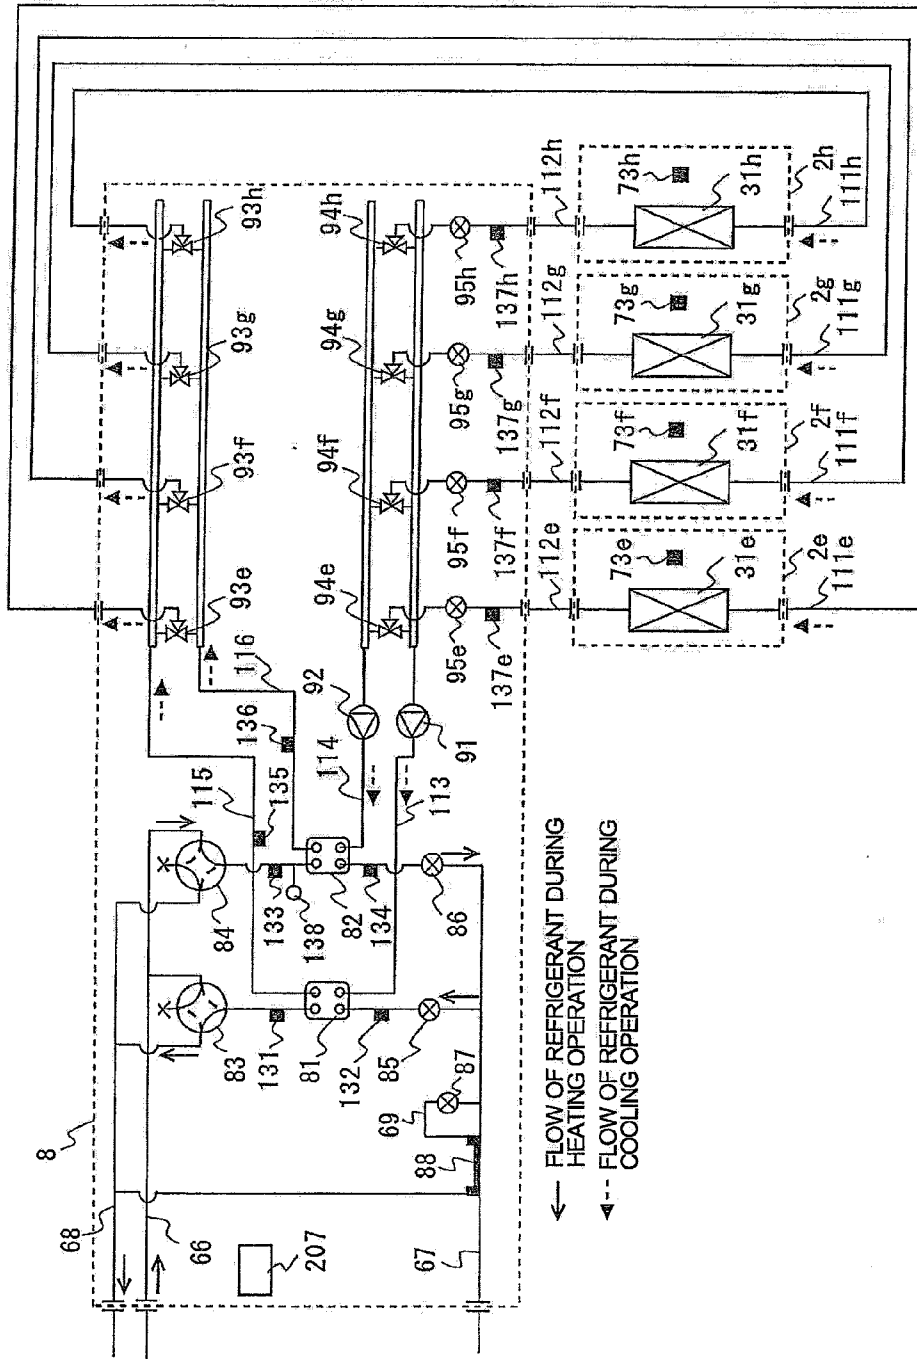 8
68
66
207
67
69
87
88
83
131
81
132
85
84
133
138
82
134
86
115
135
136
116
114
113
92
91
93e
93f
93g
93h
94e
94f
94g
94h
95e
95f
95g
95h
137e
137f
137g
137h
112e
112f
112g
112h
73e
73f
73g
73h
31e
31f
31g
31h
2e
2f
2g
2h
111e
111f
111g
111h
FLOW OF REFRIGERANT DURING
HEATING OPERATION
FLOW OF REFRIGERANT DURING
COOLING OPERATION